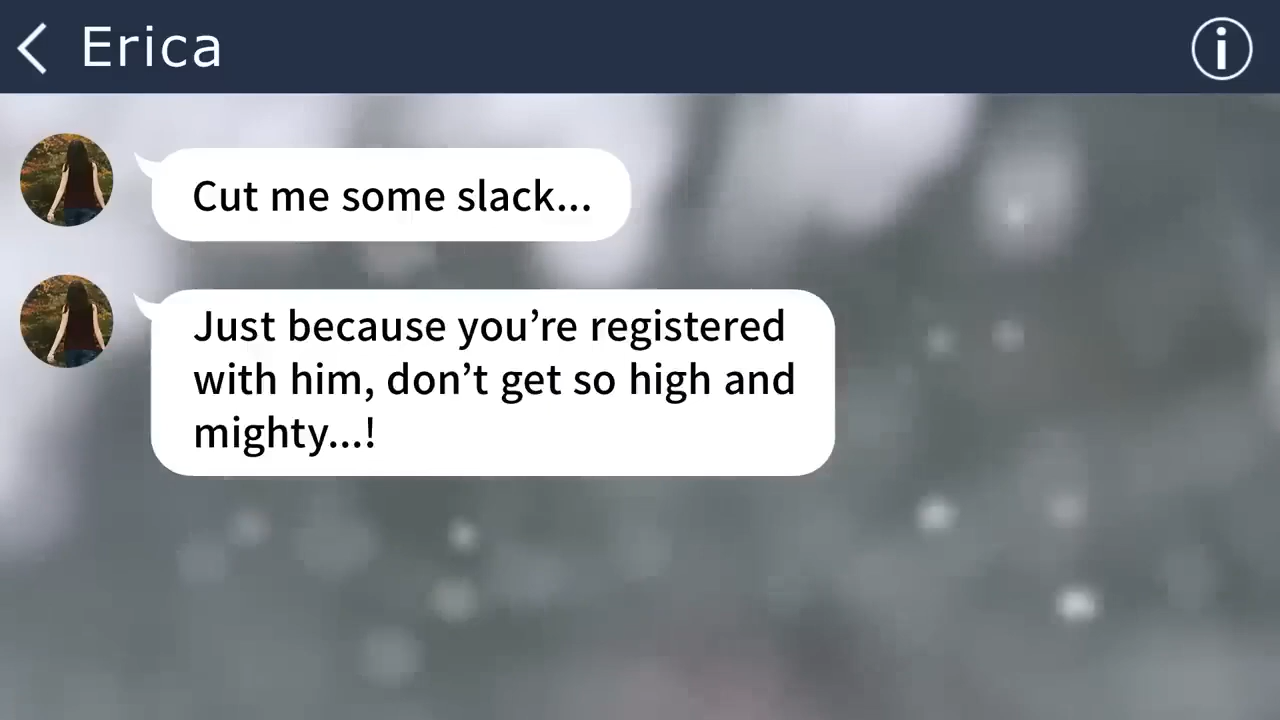 Erica
Cut me some slack...
Just because you’re registered
with him, don’t get so high and
mighty...!